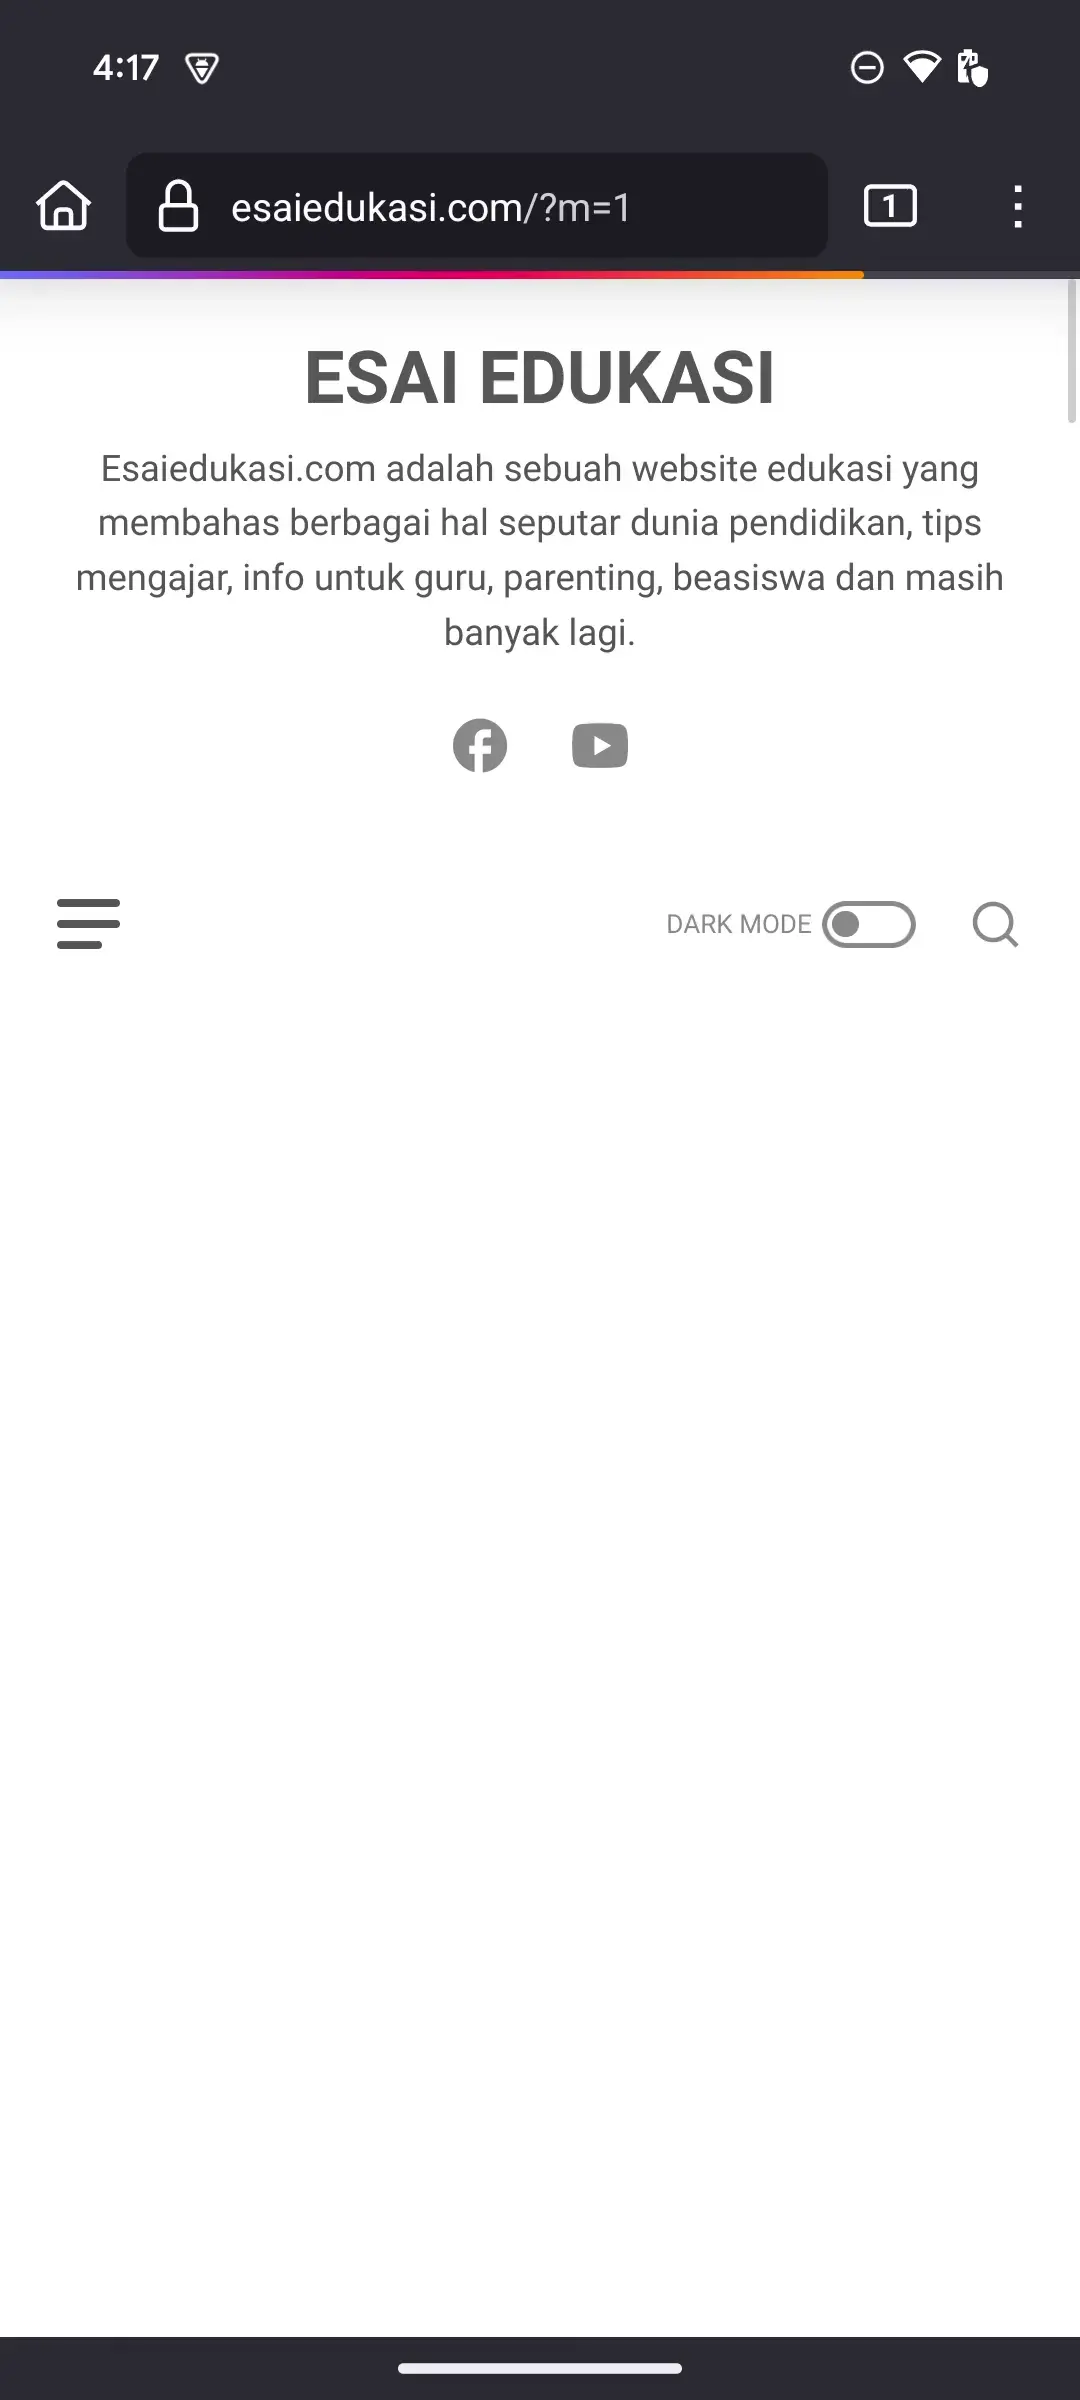 4:17
esaiedukasi.com/?m=1
1
ESAI EDUKASI
Esaiedukasi.com adalah sebuah website edukasi yang
membahas berbagai hal seputar dunia pendidikan, tips
mengajar, info untuk guru, parenting, beasiswa dan masih
banyak lagi.
DARK MODE